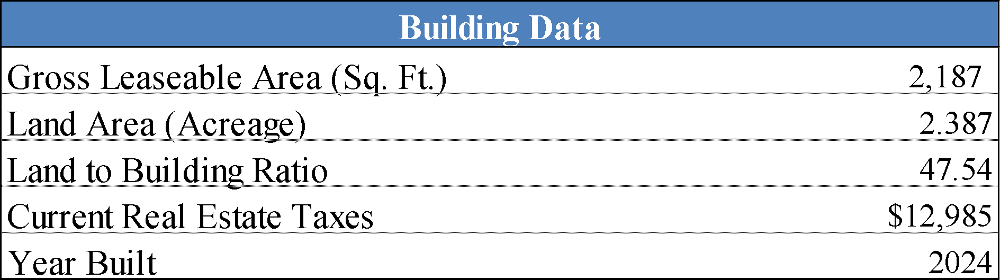 Building Data
Gross Leaseable Area (Sq. Ft.) 2,187
Land Area (Acreage) 2.387
Land to Building Ratio 47.54
Current Real Estate Taxes $12,985
Year Built 2024